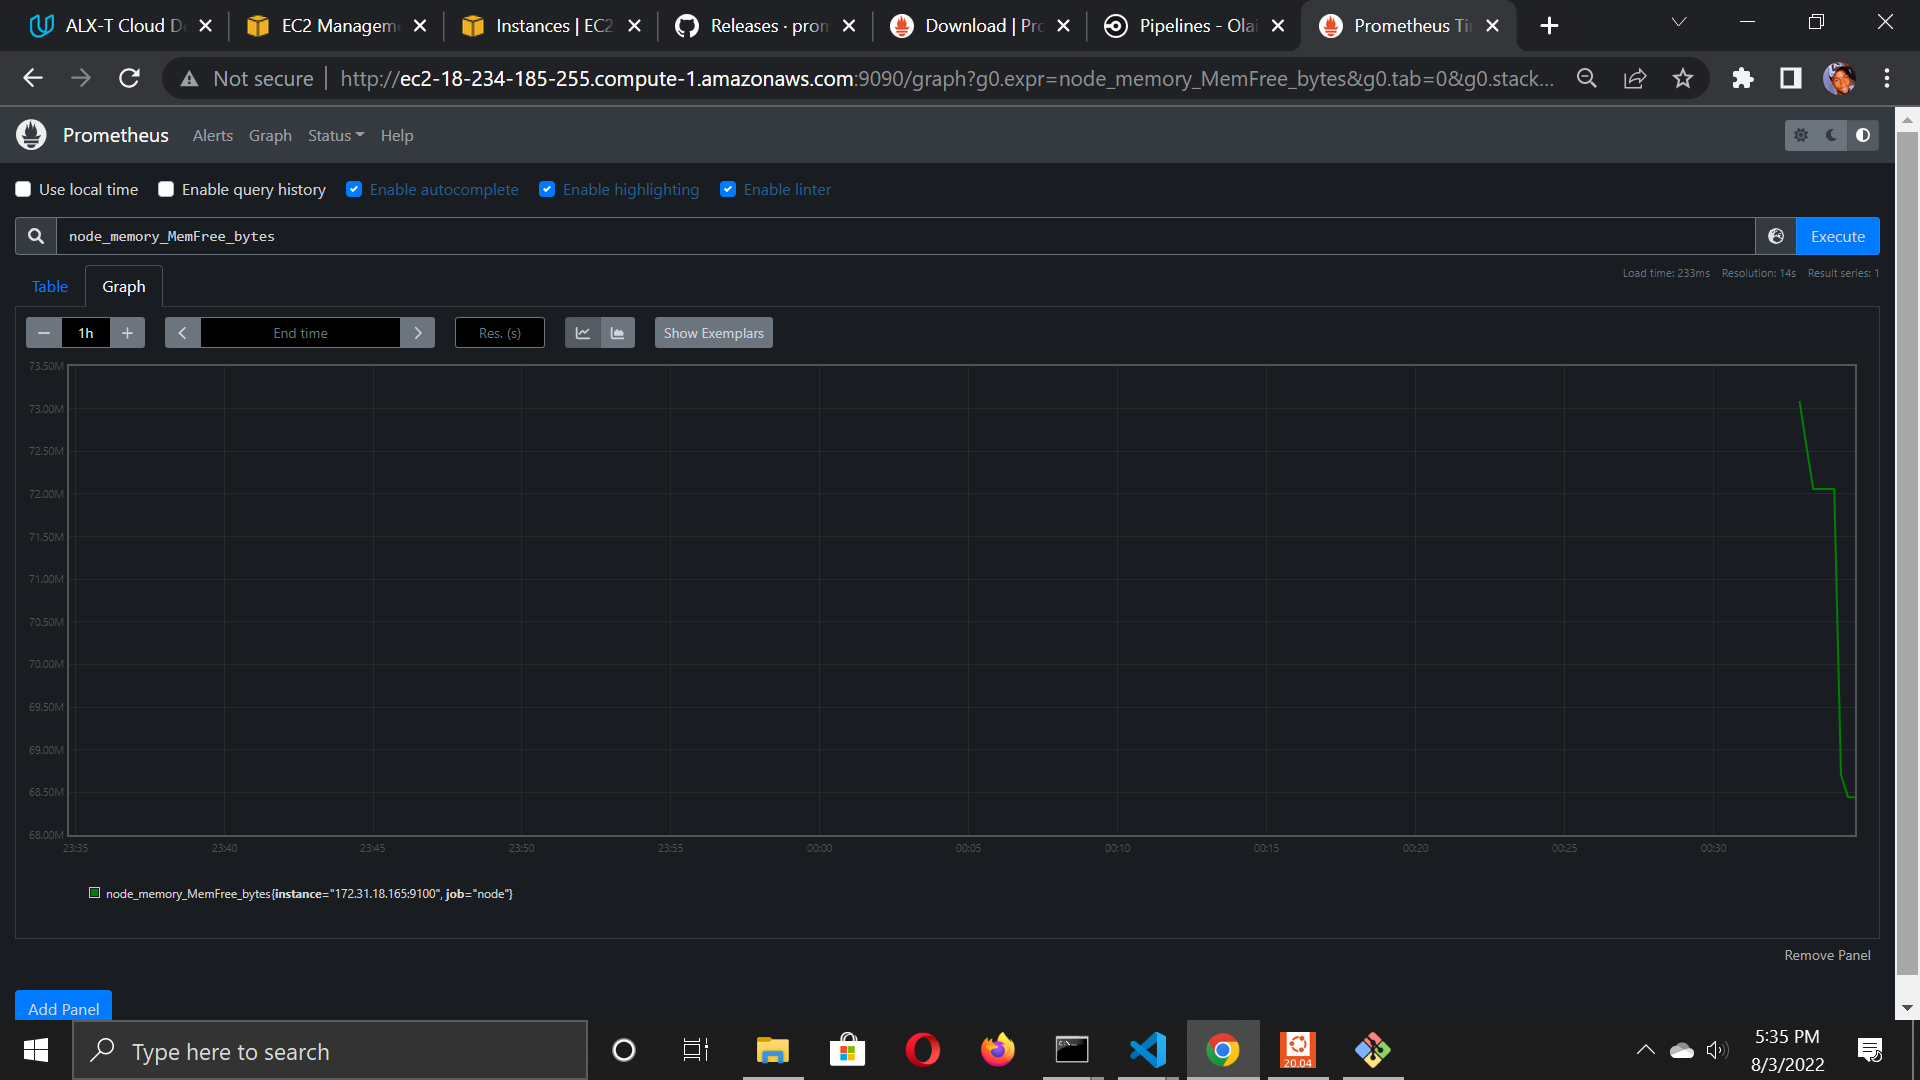 ALX-T Cloud D
EC2 Managem
Instances | EC2
Releases · prom
Download | Pro
Pipelines - Olai
Prometheus Ti
Not secure
http://ec2-18-234-185-255.compute-1.amazonaws.com:9090/graph?g0.expr=node_memory_MemFree_bytes&g0.tab=0&g0.stack...
Prometheus Alerts Graph Status Help
Use local time Enable query history Enable autocomplete Enable highlighting Enable linter
node_memory_MemFree_bytes Execute
Load time: 233ms Resolution: 14s Result series: 1
Table Graph
1h End time Res. (s) Show Exemplars
73.50M
73.00M
72.50M
72.00M
71.50M
71.00M
70.50M
70.00M
69.50M
69.00M
68.50M
68.00M
23:35 23:40 23:45 23:50 23:55 00:00 00:05 00:10 00:15 00:20 00:25 00:30
node_memory_MemFree_bytes{instance="172.31.18.165:9100", job="node"}
Remove Panel
Add Panel
Type here to search
20.04
5:35 PM
8/3/2022